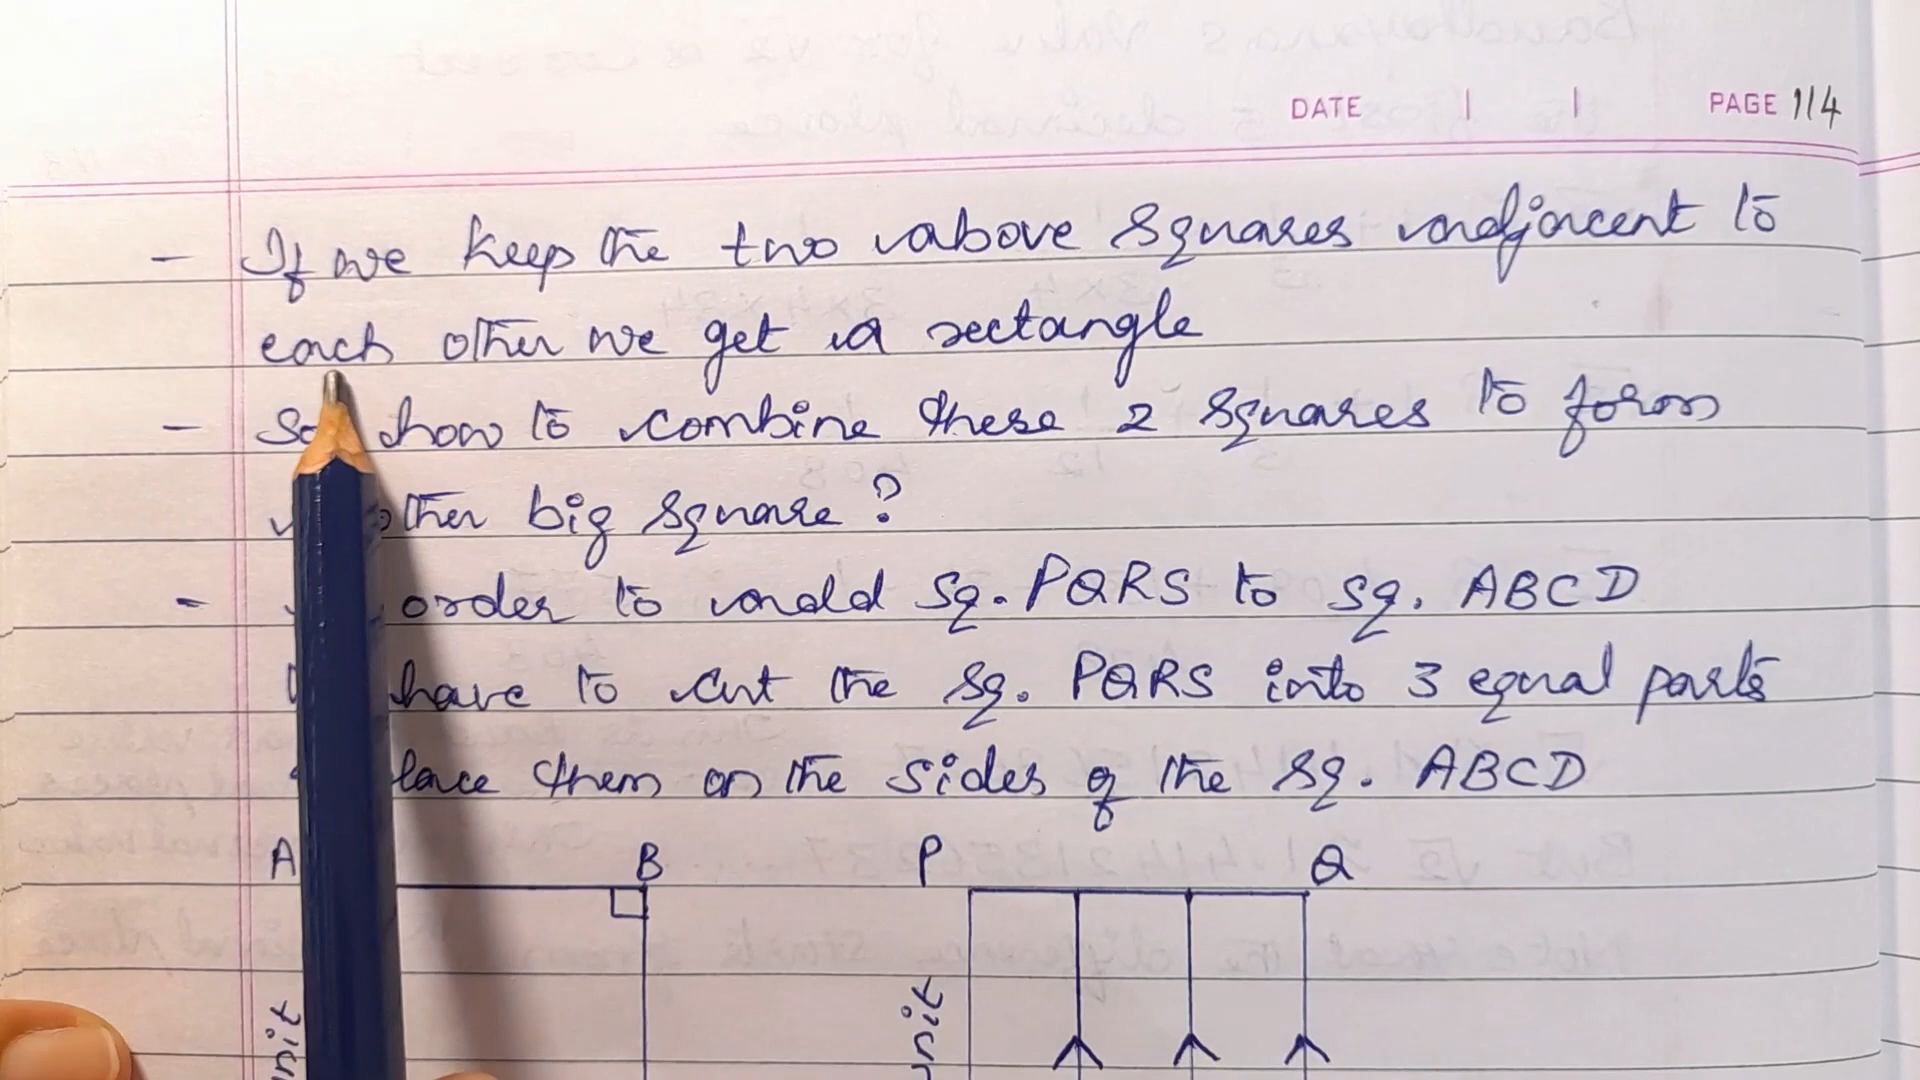 DATE | | PAGE 114
- If we keep the two above squares adjacent to
each other we get a rectangle
- So how to combine these 2 squares to form
other big square?
- order to add sq. PQRS to sq. ABCD
have to cut the sq. PQRS into 3 equal parts
lace them on the sides of the sq. ABCD
A B P Q
nit nit